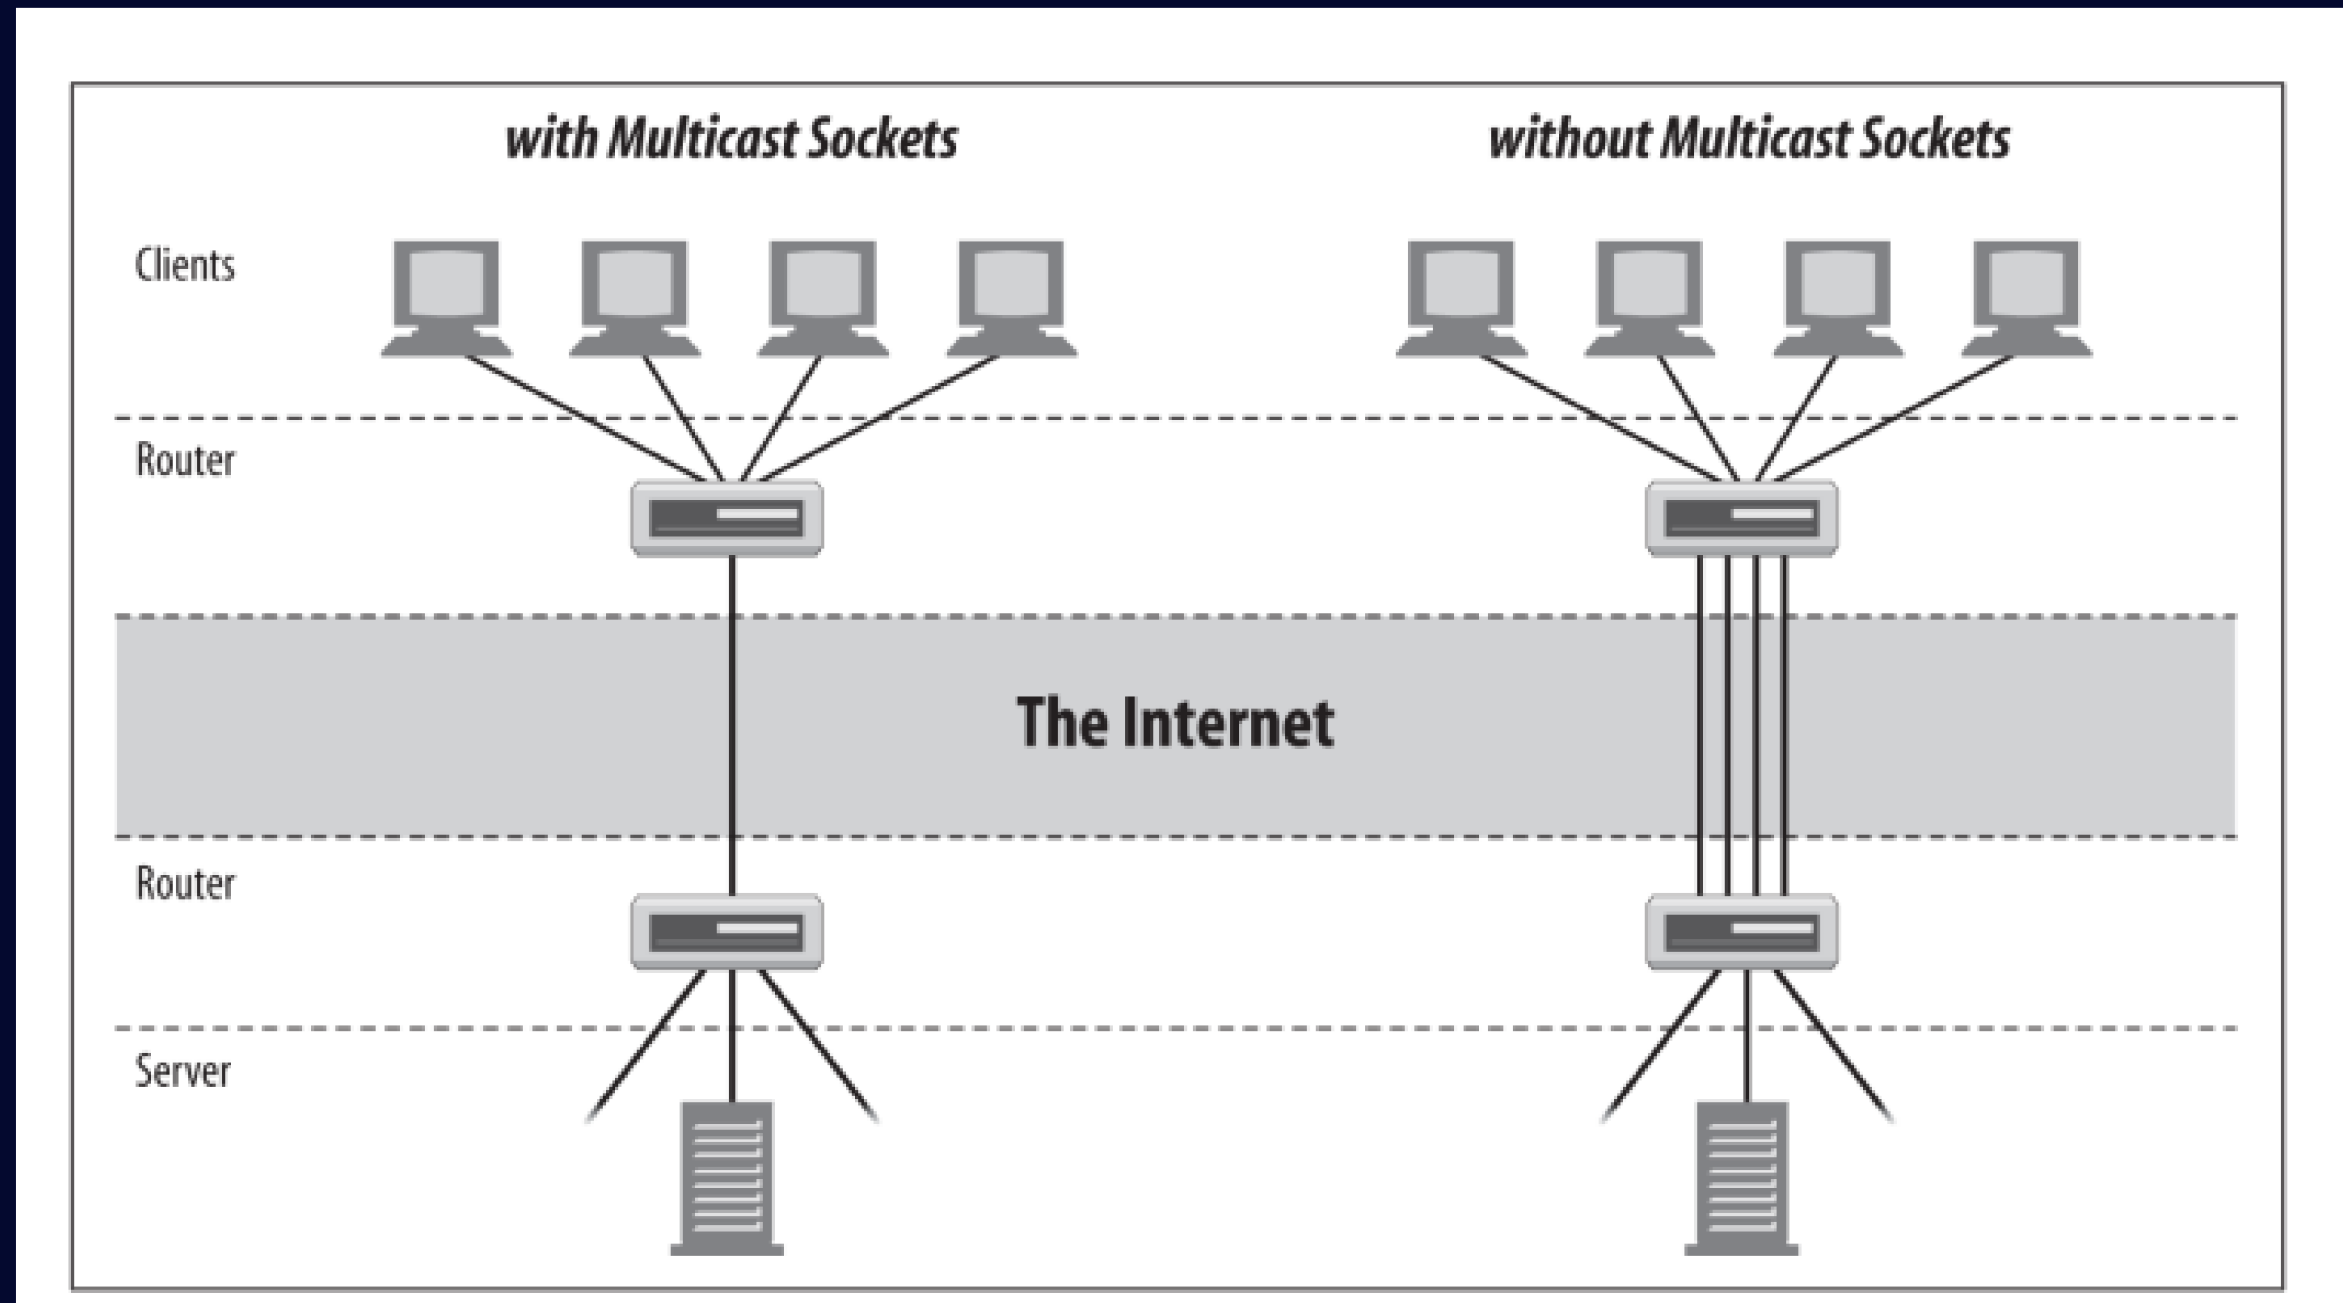 with Multicast Sockets
without Multicast Sockets
Clients
Router
The Internet
Router
Server